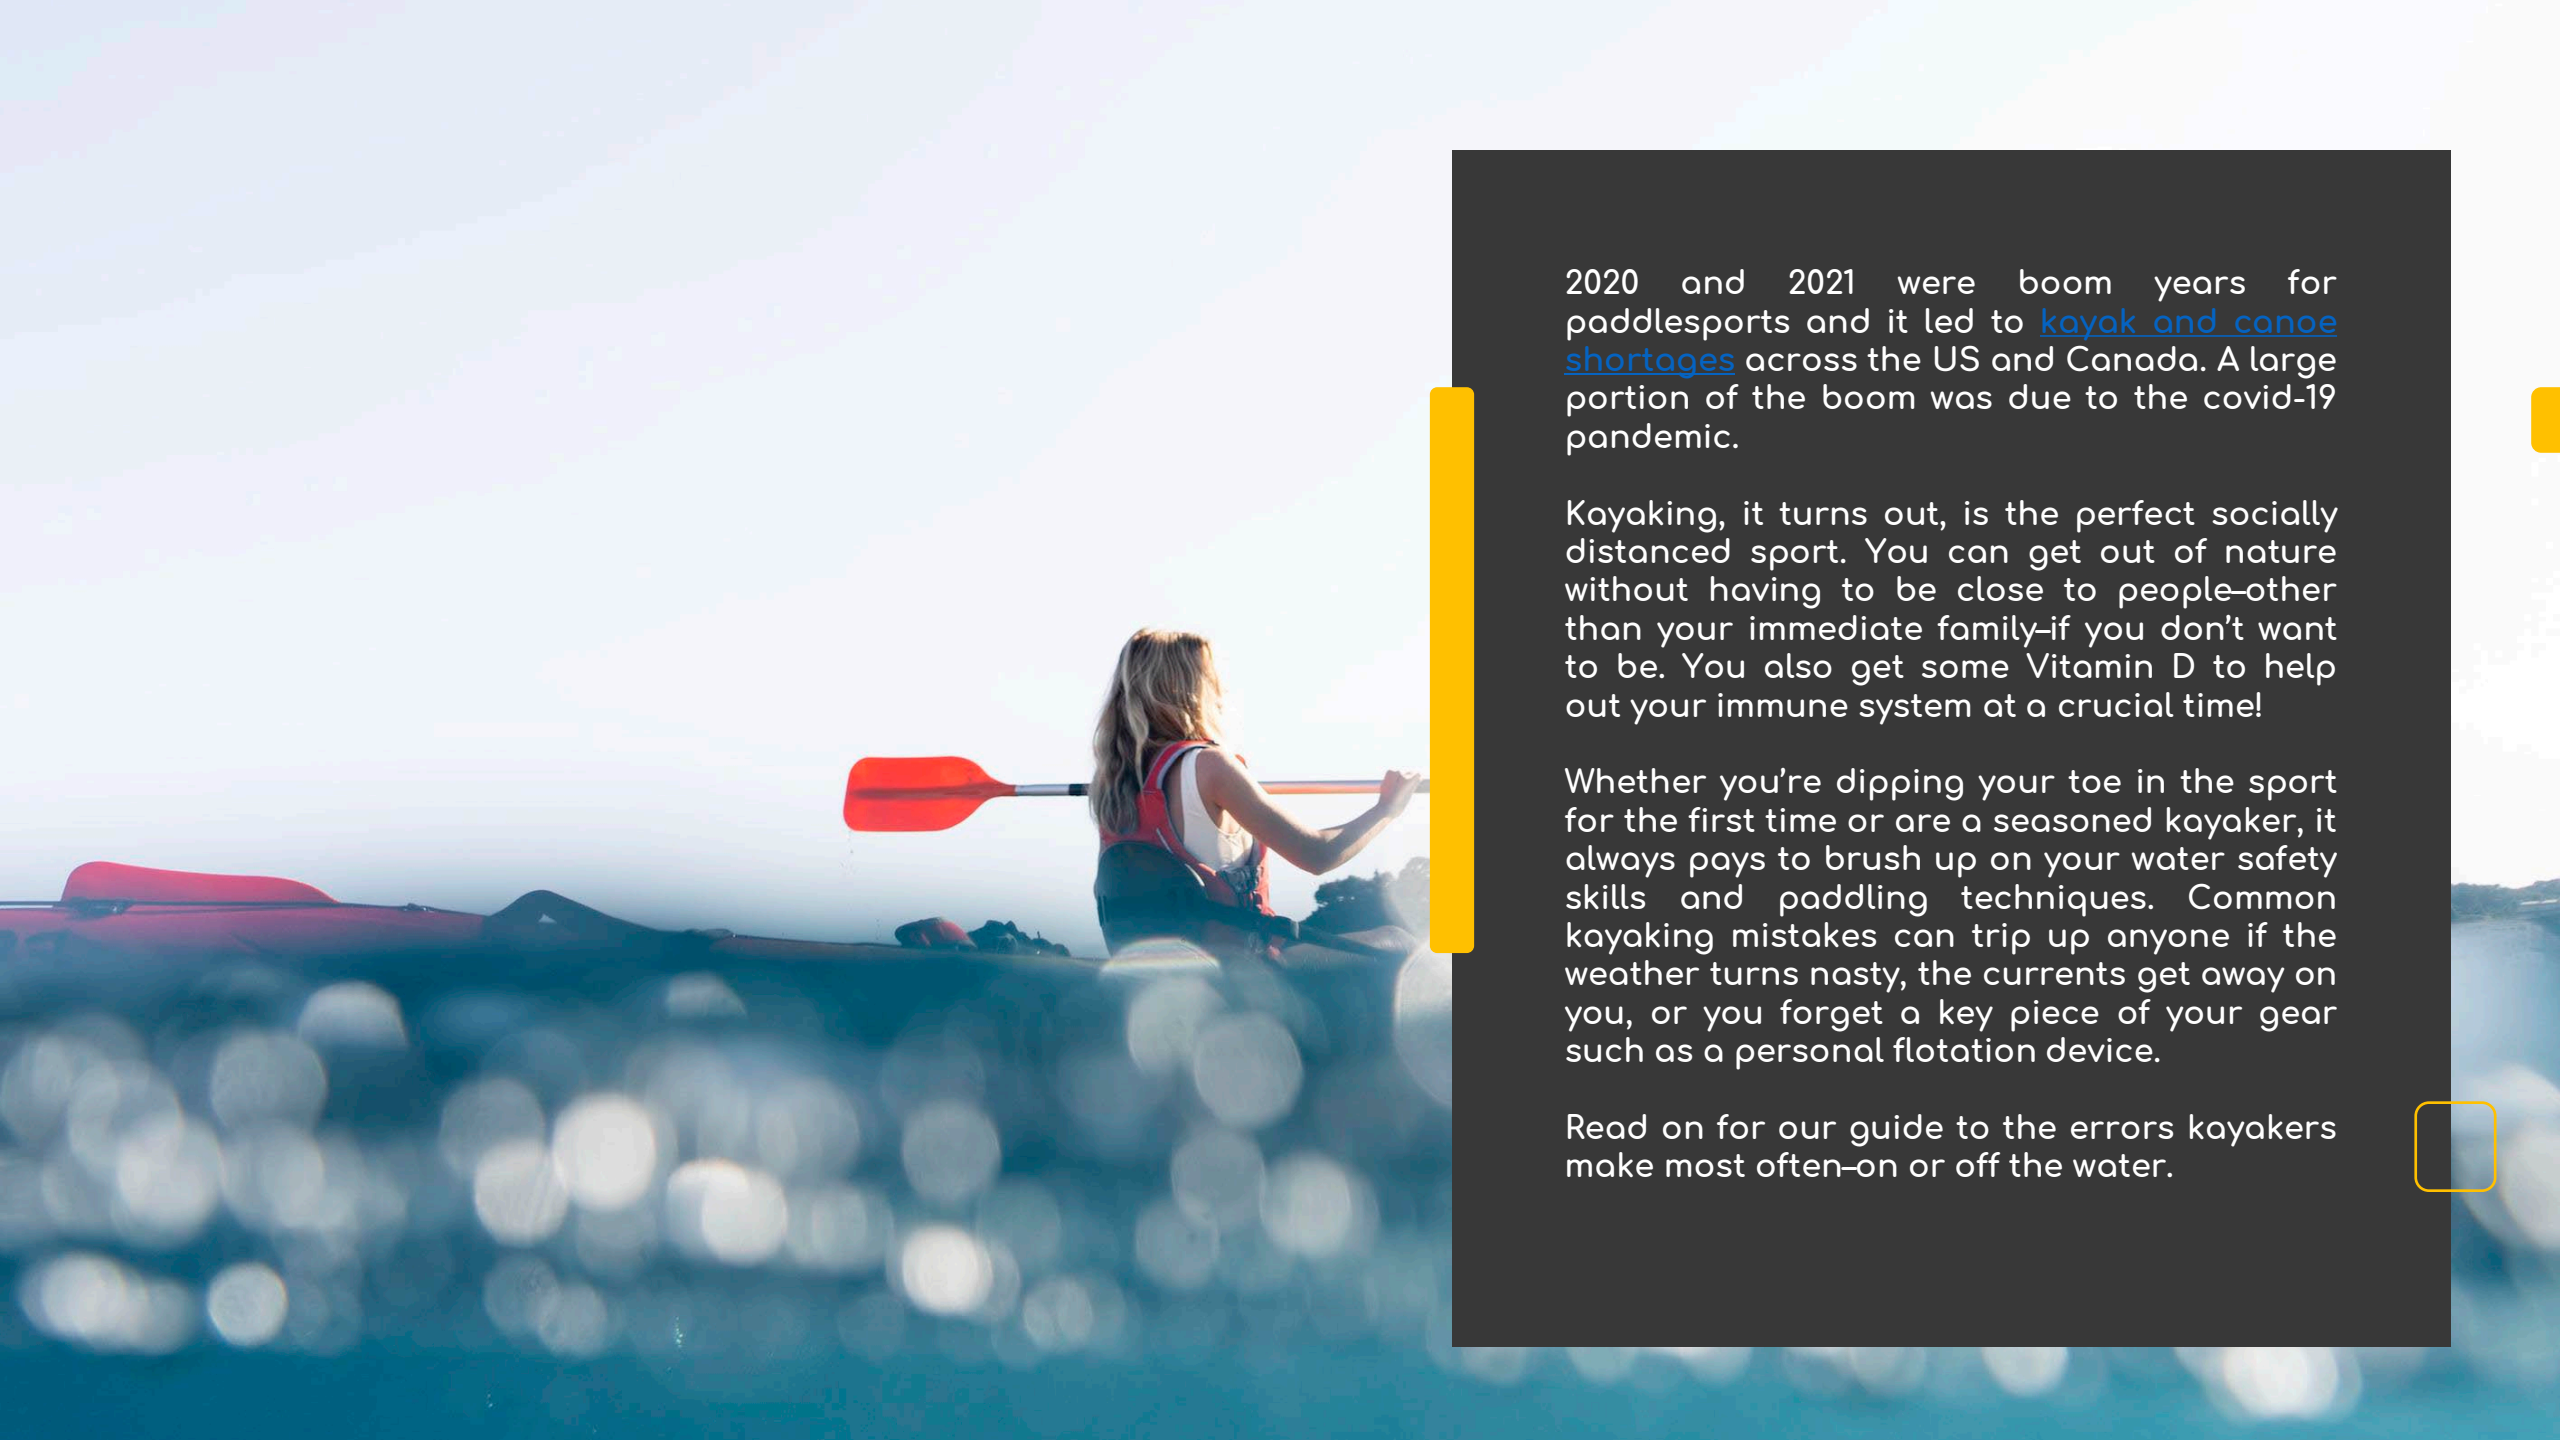 2020 and 2021 were boom years for
paddlesports and it led to kayak and canoe
shortages across the US and Canada. A large
portion of the boom was due to the covid-19
pandemic.
Kayaking, it turns out, is the perfect socially
distanced sport. You can get out of nature
without having to be close to people–other
than your immediate family–if you don’t want
to be. You also get some Vitamin D to help
out your immune system at a crucial time!
Whether you’re dipping your toe in the sport
for the first time or are a seasoned kayaker, it
always pays to brush up on your water safety
skills and paddling techniques. Common
kayaking mistakes can trip up anyone if the
weather turns nasty, the currents get away on
you, or you forget a key piece of your gear
such as a personal flotation device.
Read on for our guide to the errors kayakers
make most often–on or off the water.